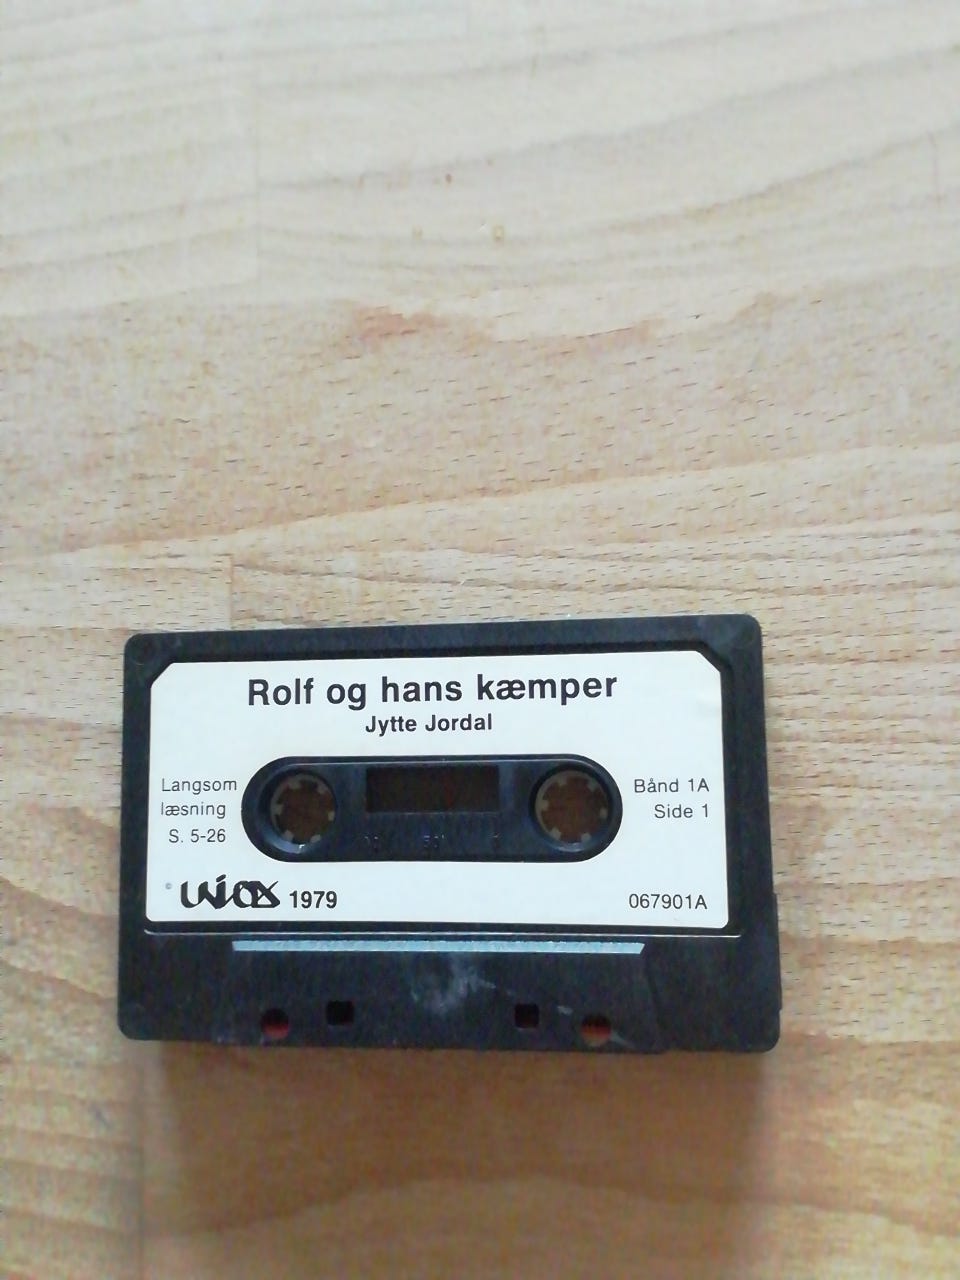 Rolf og hans kæmper
Jytte Jordal
Langsom
læsning
S. 5-26
Bånd 1A
Side 1
1979
067901A